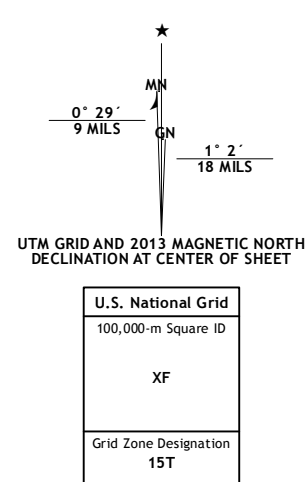 ★
MN
0° 29´
9 MILS
GN
1° 2´
18 MILS
UTM GRID AND 2013 MAGNETIC NORTH
DECLINATION AT CENTER OF SHEET
U.S. National Grid
100,000-m Square ID
XF
Grid Zone Designation
15T